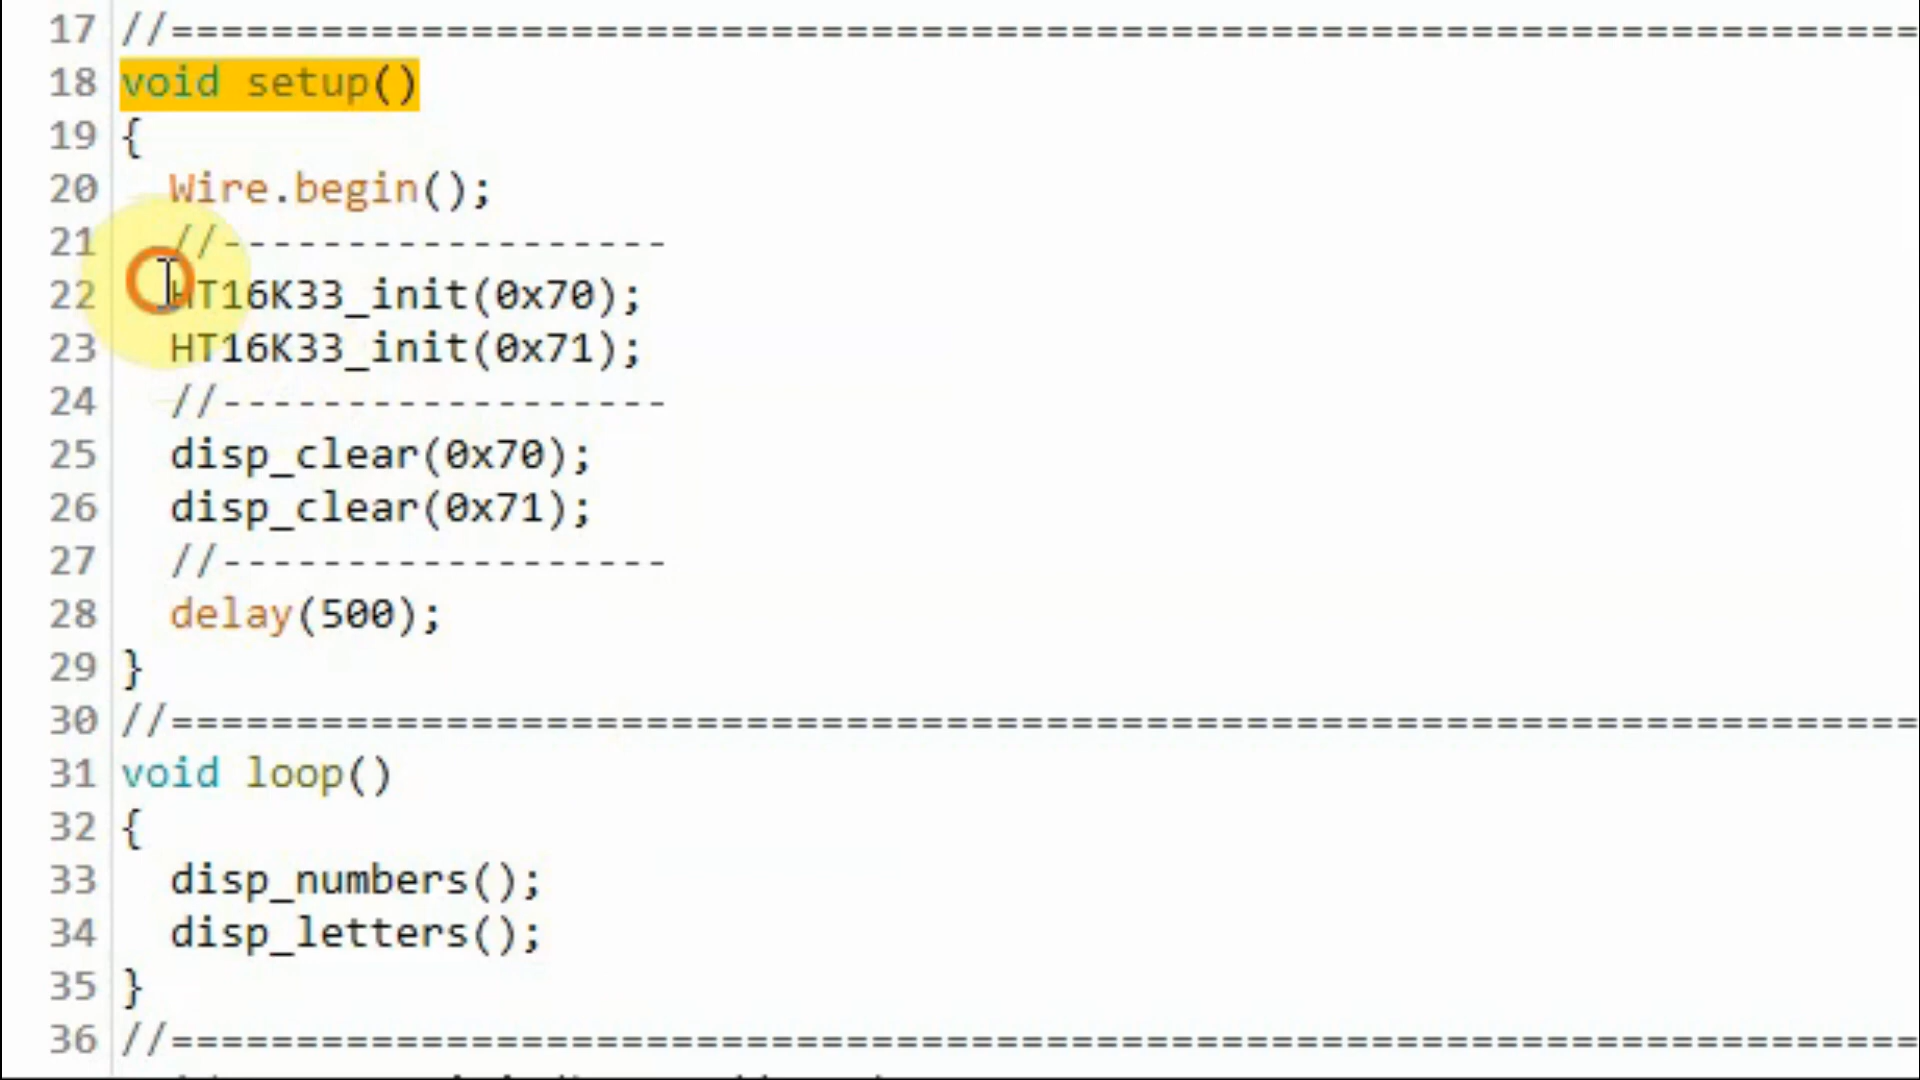 17 //======================================================================
18 void setup()
19 {
20 Wire.begin();
21 //------------------
22 HT16K33_init(0x70);
23 HT16K33_init(0x71);
24 //------------------
25 disp_clear(0x70);
26 disp_clear(0x71);
27 //------------------
28 delay(500);
29 }
30 //======================================================================
31 void loop()
32 {
33 disp_numbers();
34 disp_letters();
35 }
36 //======================================================================